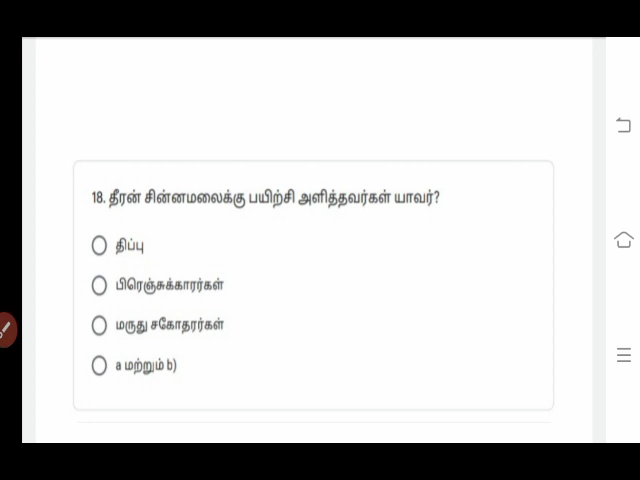 18. தீரன் சின்னமலைக்கு பயிற்சி அளித்தவர்கள் யாவர்?
திப்பு
பிரெஞ்சுக்காரர்கள்
மருது சகோதரர்கள்
a மற்றும் b)